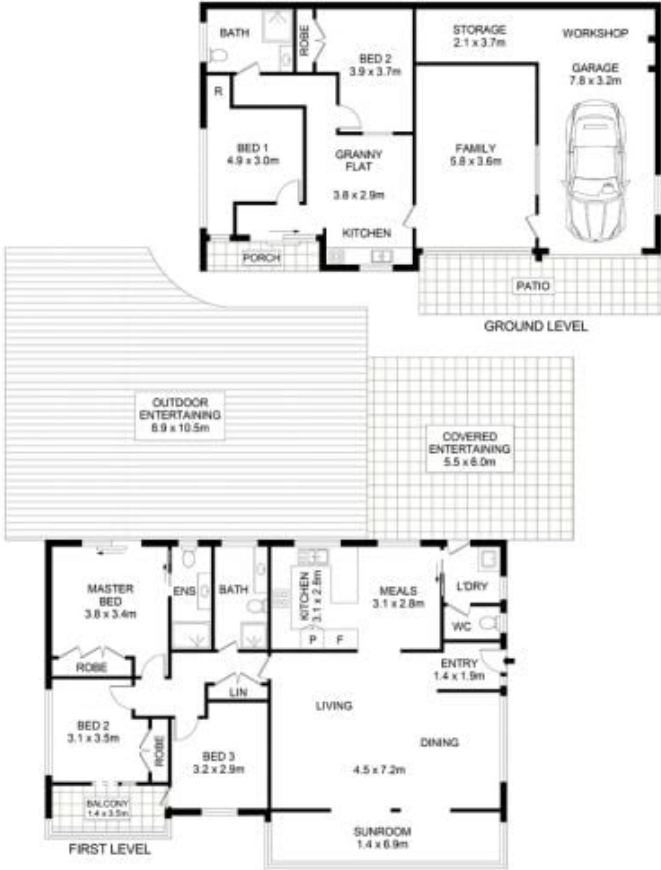 BATH
ROBE
BED 2
3.9 x 3.7m
STORAGE
2.1 x 3.7m
WORKSHOP
GARAGE
7.8 x 3.2m
R
BED 1
4.9 x 3.0m
GRANNY
FLAT
3.8 x 2.9m
KITCHEN
FAMILY
5.8 x 3.6m
PORCH
PATIO
GROUND LEVEL
OUTDOOR
ENTERTAINING
8.9 x 10.5m
COVERED
ENTERTAINING
5.5 x 6.0m
MASTER
BED
3.8 x 3.4m
ROBE
ENS
BATH
KITCHEN
3.1 x 2.8m
P
F
MEALS
3.1 x 2.8m
L'DRY
WC
ENTRY
1.4 x 1.9m
LIN
LIVING
DINING
4.5 x 7.2m
BED 2
3.1 x 3.5m
ROBE
BED 3
3.2 x 2.9m
BALCONY
1.4 x 3.5m
SUNROOM
1.4 x 6.9m
FIRST LEVEL